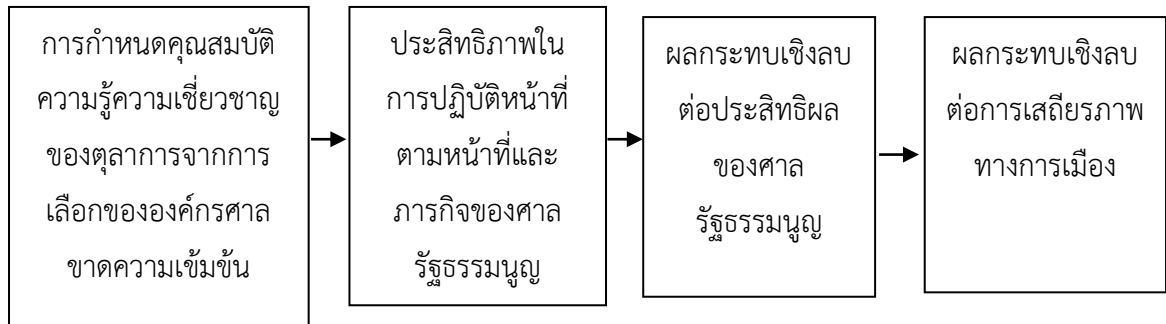 การกำหนดคุณสมบัติ
ความรู้ความเชี่ยวชาญ
ของตุลาการจากการ
เลือกขององค์กรศาล
ขาดความเข้มข้น
ประสิทธิภาพใน
การปฏิบัติหน้าที่
ตามหน้าที่และ
ภารกิจของศาล
รัฐธรรมนูญ
ผลกระทบเชิงลบ
ต่อประสิทธิผล
ของศาล
รัฐธรรมนูญ
ผลกระทบเชิงลบ
ต่อการเสถียรภาพ
ทางการเมือง